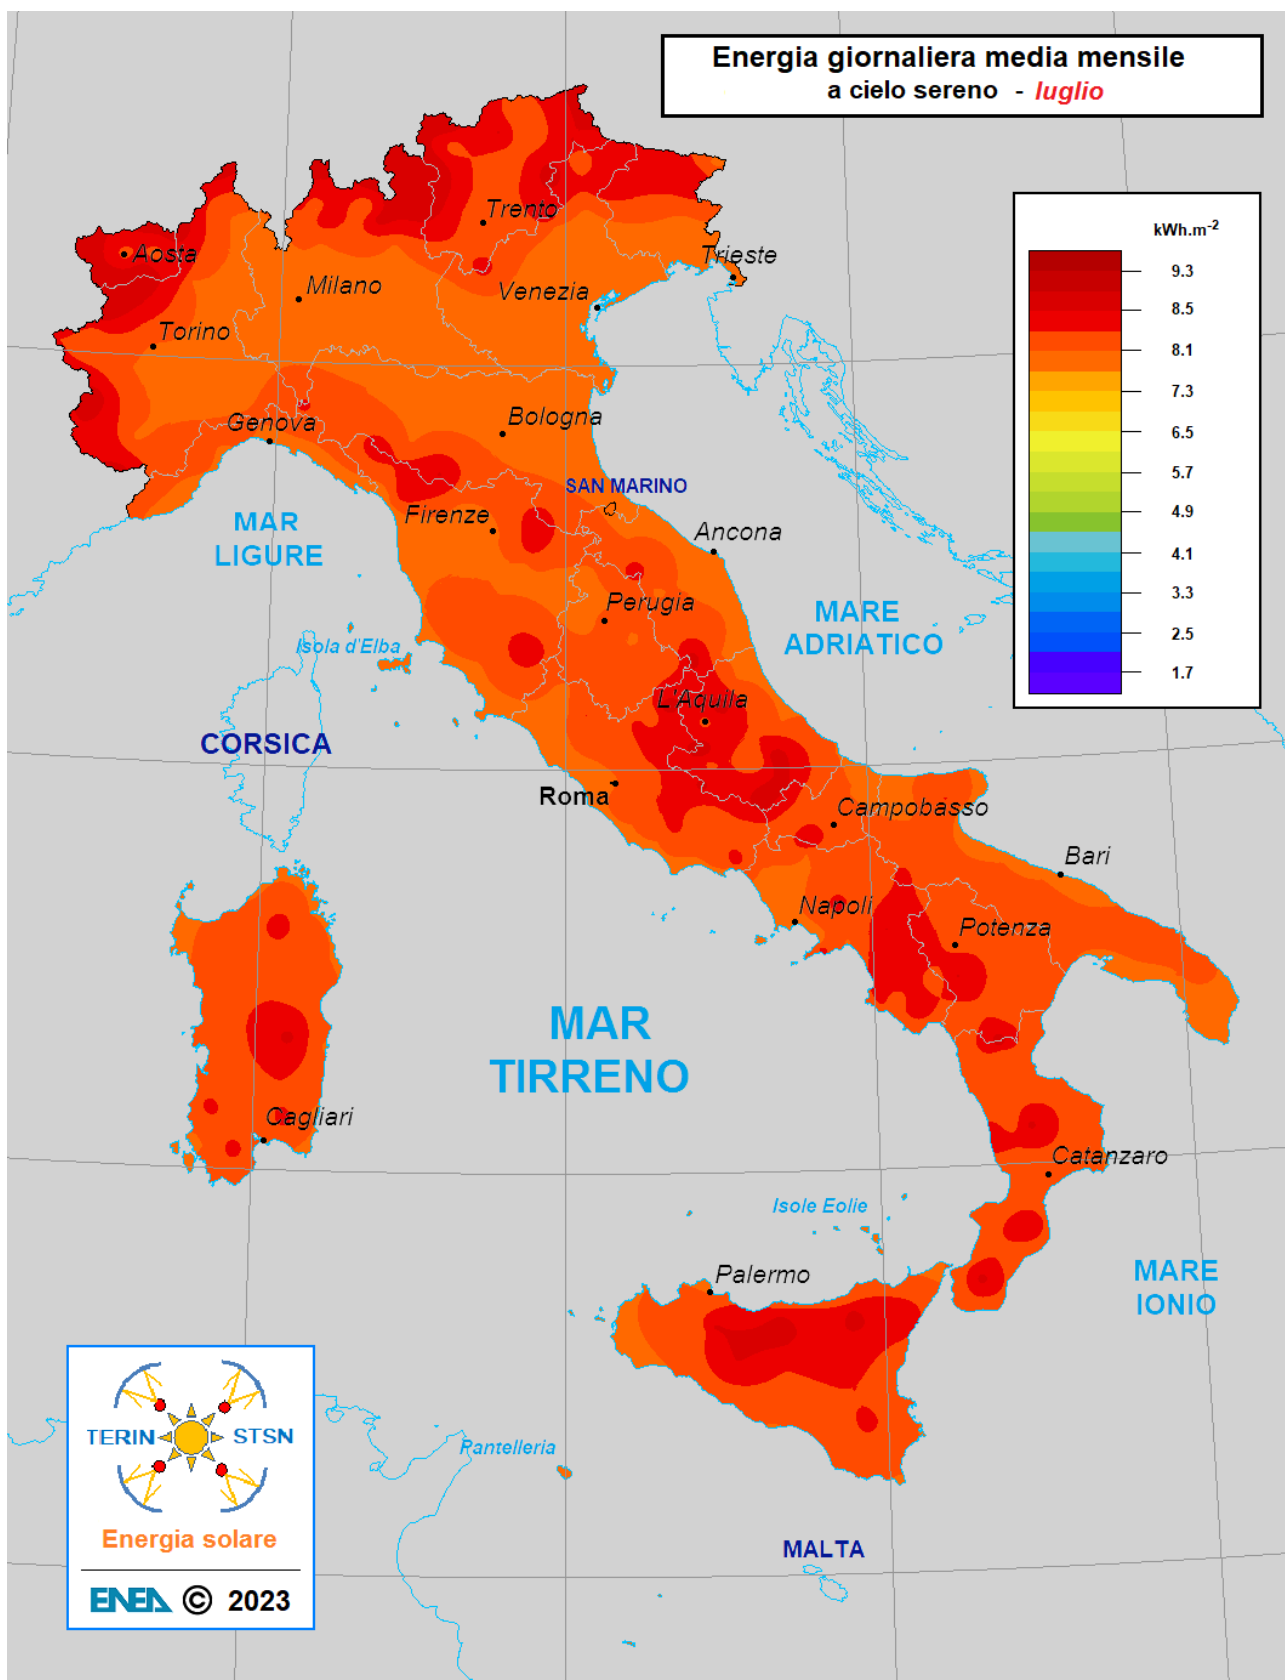 Energia giornaliera media mensile
a cielo sereno - luglio
kWh.m-2
9.3
8.5
8.1
7.3
6.5
5.7
4.9
4.1
3.3
2.5
1.7
Trento
Aosta
Trieste
Milano
Venezia
Torino
Genova
Bologna
SAN MARINO
Firenze
MAR
LIGURE
Ancona
Perugia
MARE
ADRIATICO
Isola d'Elba
L'Aquila
CORSICA
Roma
Campobasso
Bari
Napoli
Potenza
MAR
TIRRENO
Cagliari
Catanzaro
Isole Eolie
Palermo
MARE
IONIO
Pantelleria
MALTA
TERIN STSN
Energia solare
ENEA © 2023